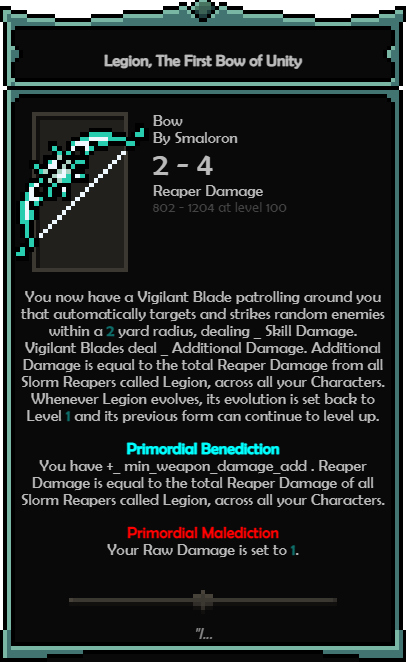 Legion, The First Bow of Unity
Bow
By Smaloron
2 - 4
Reaper Damage
802 - 1204 at level 100
You now have a Vigilant Blade patrolling around you
that automatically targets and strikes random enemies
within a 2 yard radius, dealing _ Skill Damage.
Vigilant Blades deal _ Additional Damage. Additional
Damage is equal to the total Reaper Damage from all
Slorm Reapers called Legion, across all your Characters.
Whenever Legion evolves, its evolution is set back to
Level 1 and its previous form can continue to level up.
Primordial Benediction
You have +_ min_weapon_damage_add . Reaper
Damage is equal to the total Reaper Damage of all
Slorm Reapers called Legion, across all your Characters.
Primordial Malediction
Your Raw Damage is set to 1.
"/...